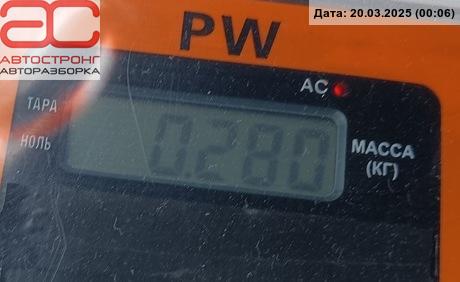 Дата: 20.03.2025 (00:06)
АС
АВТОСТРОНГ
АВТОРАЗБОРКА
PW
AC
ТАРА
НОЛЬ
0.280
МАССА
(КГ)